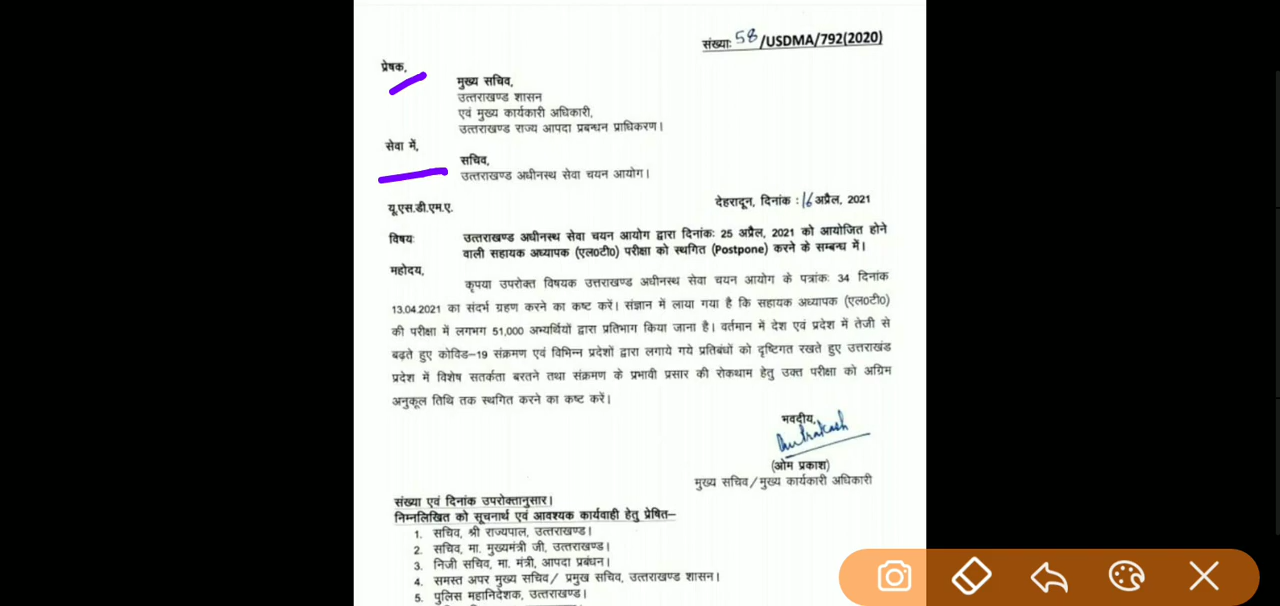 संख्याः 58/USDMA/792(2020)
प्रेषक,
मुख्य सचिव,
उत्तराखण्ड शासन
एवं मुख्य कार्यकारी अधिकारी,
उत्तराखण्ड राज्य आपदा प्रबन्धन प्राधिकरण।
सेवा में,
सचिव,
उत्तराखण्ड अधीनस्थ सेवा चयन आयोग।
यू.एस.डी.एम.ए.
देहरादून, दिनांक : 16 अप्रैल, 2021
विषयः उत्तराखण्ड अधीनस्थ सेवा चयन आयोग द्वारा दिनांकः 25 अप्रैल, 2021 को आयोजित होने
वाली सहायक अध्यापक (एल0टी0) परीक्षा को स्थगित (Postpone) करने के सम्बन्ध में।
महोदय,
कृपया उपरोक्त विषयक उत्तराखण्ड अधीनस्थ सेवा चयन आयोग के पत्रांकः 34 दिनांक
13.04.2021 का संदर्भ ग्रहण करने का कष्ट करें। संज्ञान में लाया गया है कि सहायक अध्यापक (एल0टी0)
की परीक्षा में लगभग 51,000 अभ्यर्थियों द्वारा प्रतिभाग किया जाना है। वर्तमान में देश एवं प्रदेश में तेजी से
बढ़ते हुए कोविड–19 संक्रमण एवं विभिन्न प्रदेशों द्वारा लगाये गये प्रतिबंधों को दृष्टिगत रखते हुए उत्तराखंड
प्रदेश में विशेष सतर्कता बरतने तथा संक्रमण के प्रभावी प्रसार की रोकथाम हेतु उक्त परीक्षा को अग्रिम
अनुकूल तिथि तक स्थगित करने का कष्ट करें।
भवदीय,
(ओम प्रकाश)
मुख्य सचिव/मुख्य कार्यकारी अधिकारी
संख्या एवं दिनांक उपरोक्तानुसार।
निम्नलिखित को सूचनार्थ एवं आवश्यक कार्यवाही हेतु प्रेषित–
1. सचिव, श्री राज्यपाल, उत्तराखण्ड।
2. सचिव, मा. मुख्यमंत्री जी, उत्तराखण्ड।
3. निजी सचिव, मा. मंत्री, आपदा प्रबंधन।
4. समस्त अपर मुख्य सचिव/ प्रमुख सचिव, उत्तराखण्ड शासन।
5. पुलिस महानिदेशक, उत्तराखण्ड।